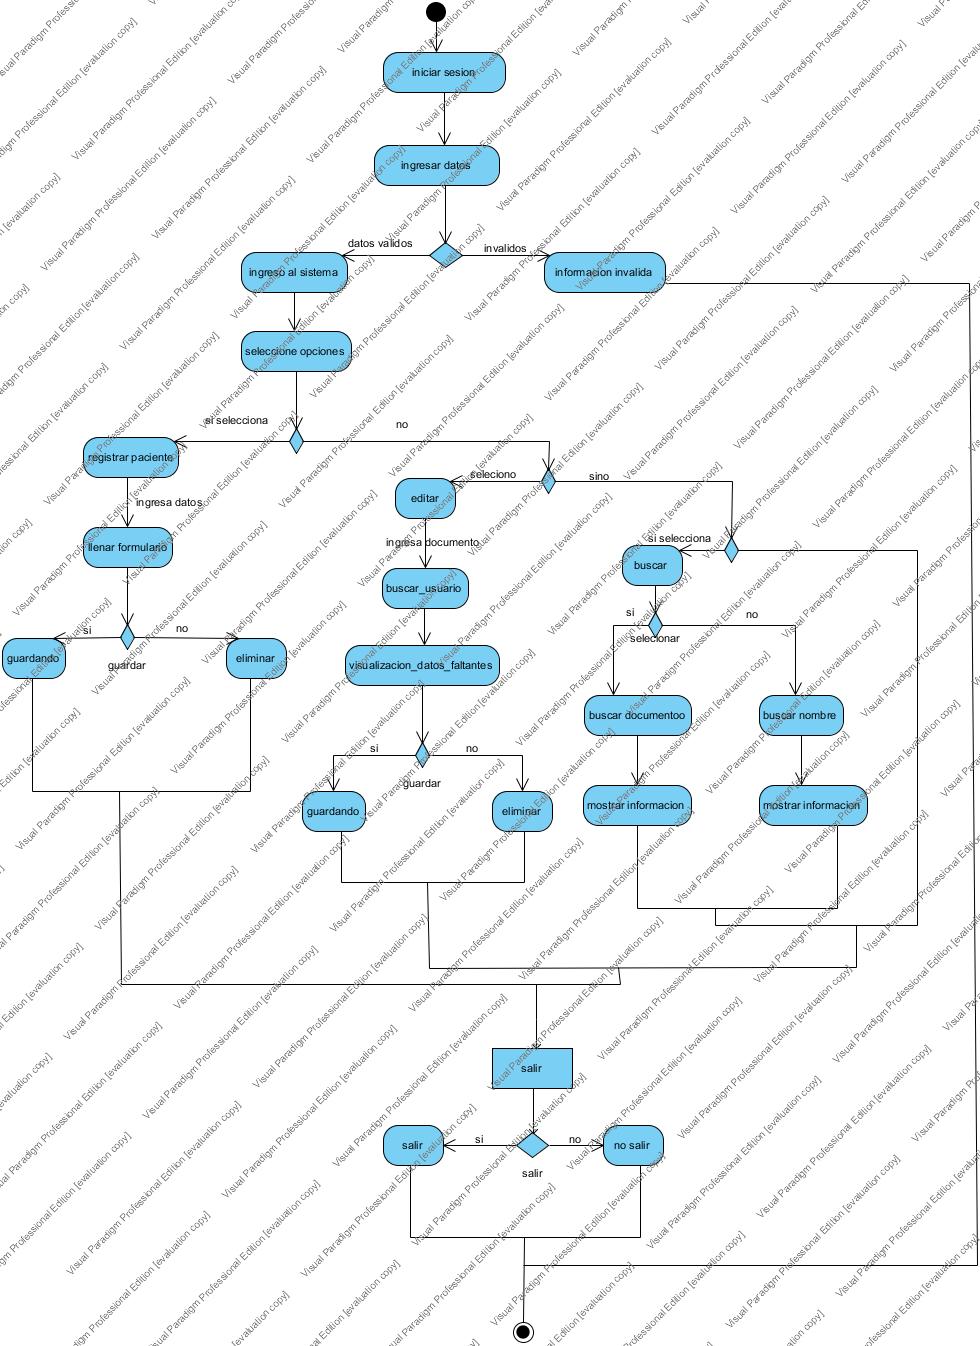 iniciar sesion
ingresar datos
datos validos
invalidos
ingreso al sistema
informacion invalida
seleccione opciones
si selecciona
no
registrar paciente
seleciono
sino
editar
ingresa datos
llenar formulario
ingresa documento
si selecciona
buscar
buscar_usuario
si
no
guardar
si
no
selecionar
guardando
eliminar
visualizacion_datos_faltantes
buscar documentoo
buscar nombre
si
no
guardar
guardando
eliminar
mostrar informacion
mostrar informacion
salir
salir
si
no
no salir
salir
Visual Paradigm Professional Edition [evaluation copy]